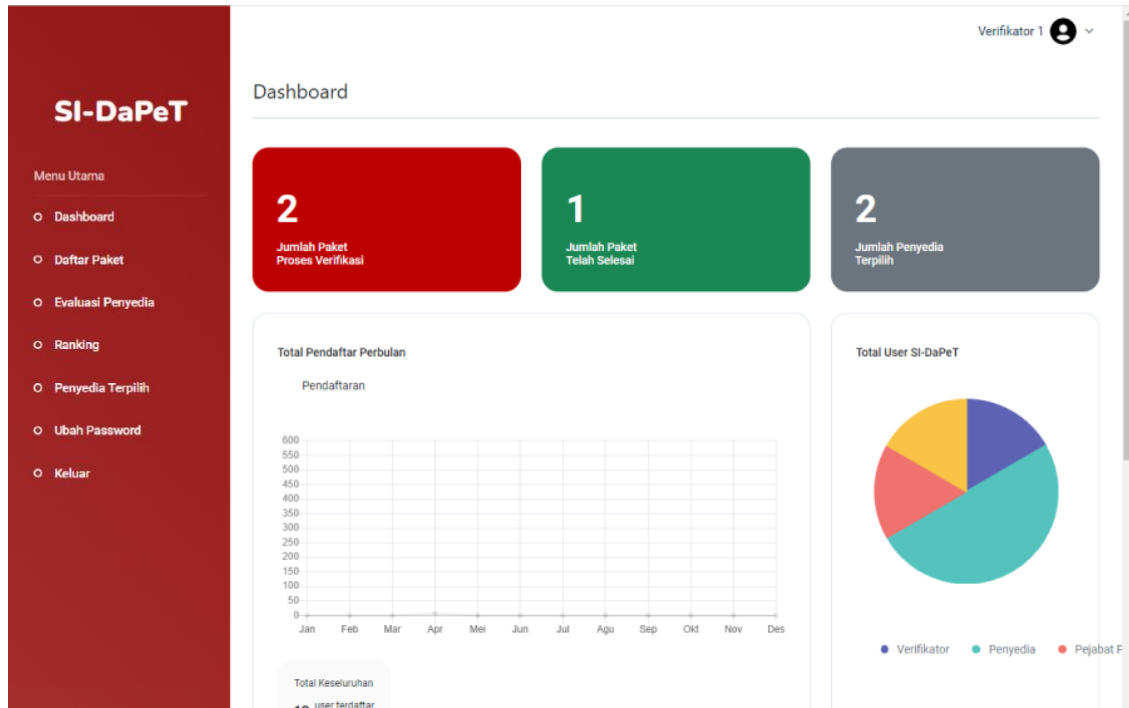 Verifikator 1
SI-DaPeT
Menu Utama
Dashboard
Daftar Paket
Evaluasi Penyedia
Ranking
Penyedia Terpilih
Ubah Password
Keluar
Dashboard
2
Jumlah Paket
Proses Verifikasi
1
Jumlah Paket
Telah Selesai
2
Jumlah Penyedia
Terpilih
Total Pendaftar Perbulan
Pendaftaran
600
550
500
450
400
350
300
250
200
150
100
50
0
Jan Feb Mar Apr Mei Jun Jul Agu Sep Okt Nov Des
Total Keseluruhan
user terdaftar
Total User SI-DaPeT
Verifikator Penyedia Pejabat P